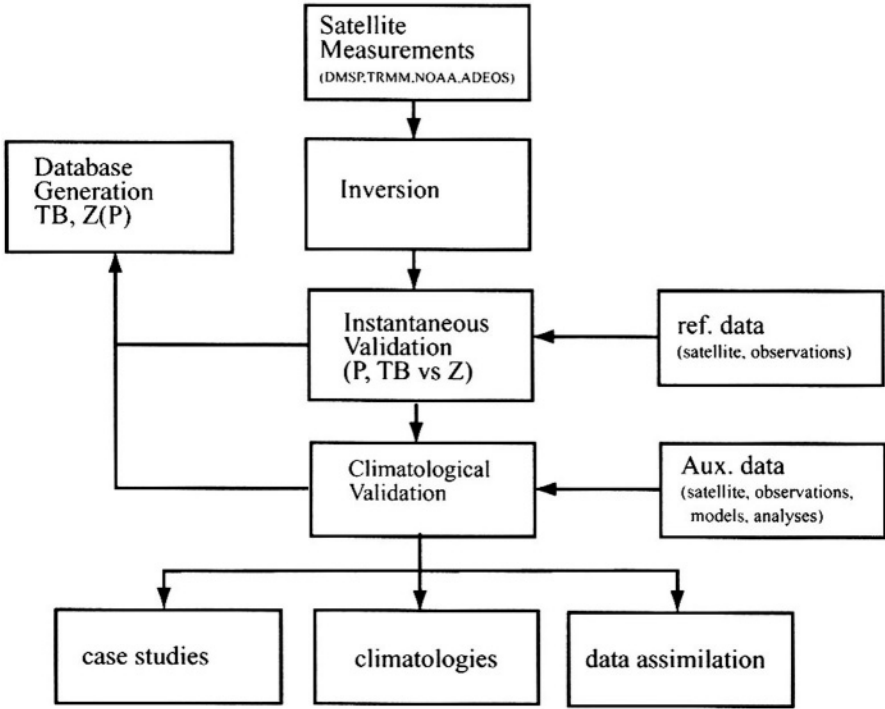 Satellite
Measurements
(DMSP,TRMM,NOAA,ADEOS)
Database
Generation
TB, Z(P)
Inversion
Instantaneous
Validation
(P, TB vs Z)
ref. data
(satellite, observations)
Climatological
Validation
Aux. data
(satellite, observations,
models, analyses)
case studies
climatologies
data assimilation